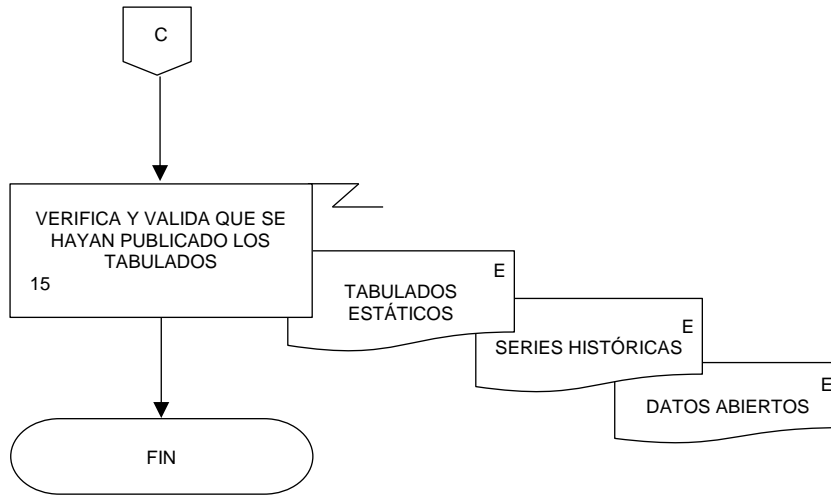 C
VERIFICA Y VALIDA QUE SE
HAYAN PUBLICADO LOS
TABULADOS
15
E
TABULADOS
ESTÁTICOS
E
SERIES HISTÓRICAS
E
DATOS ABIERTOS
FIN